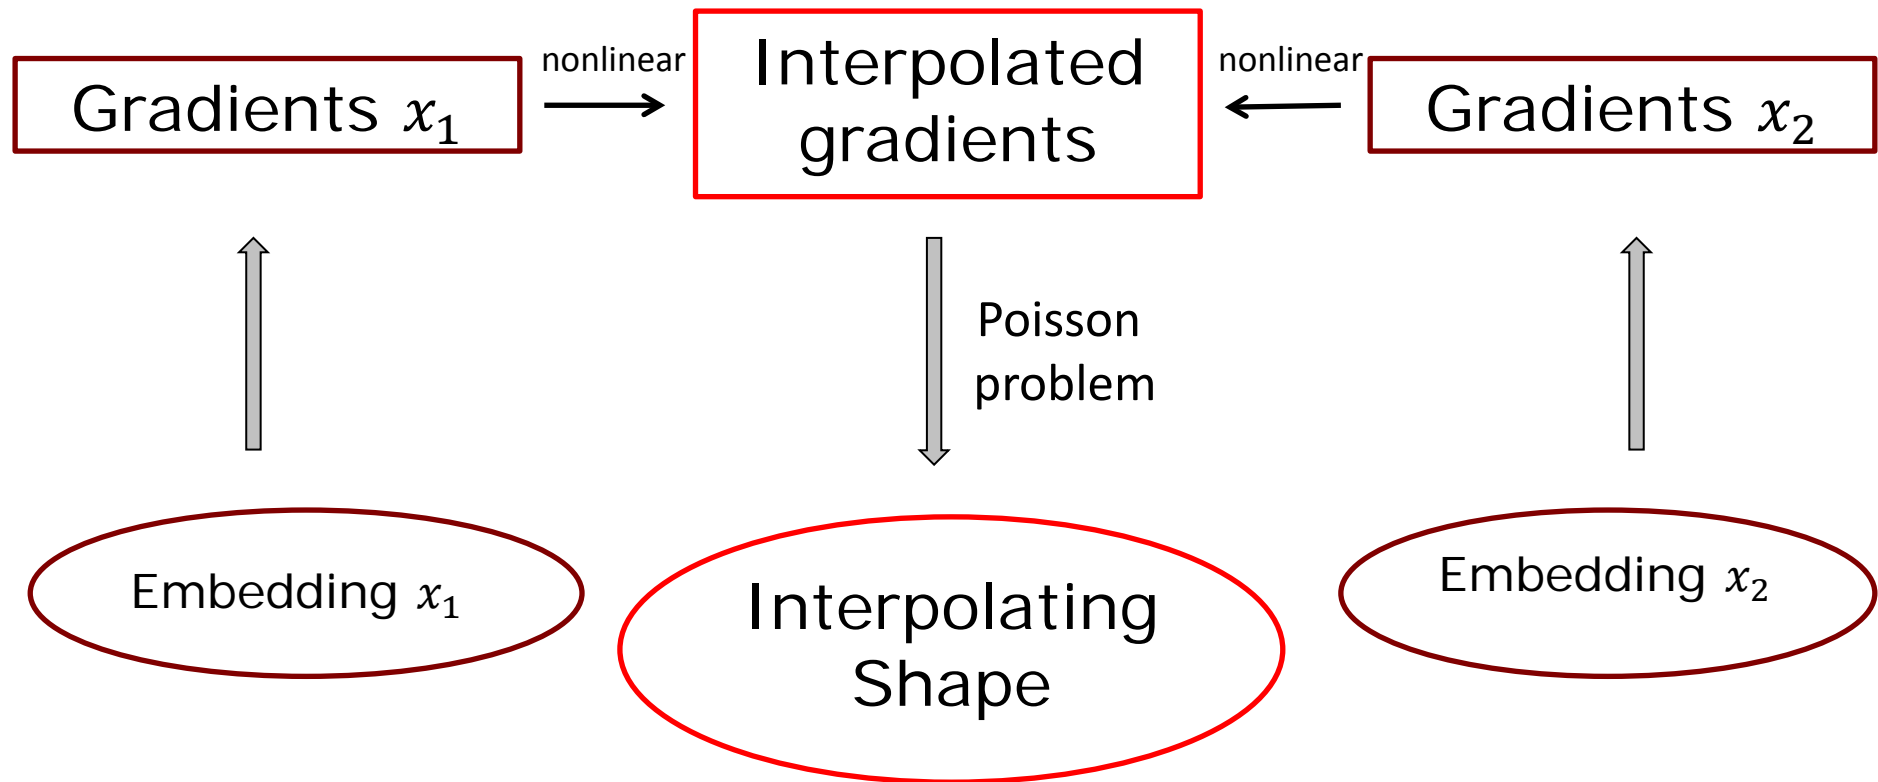 Gradients x₁
nonlinear
Interpolated
gradients
nonlinear
Gradients x₂
Poisson
problem
Embedding x₁
Interpolating
Shape
Embedding x₂